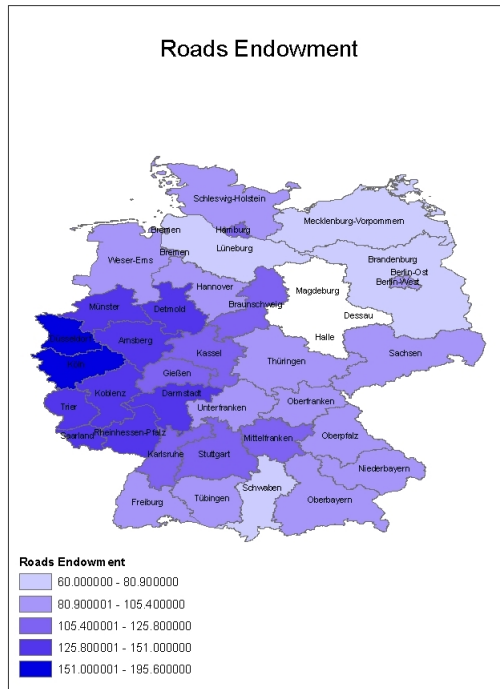 Roads Endowment
Schleswig-Holstein
Mecklenburg-Vorpommern
Bremen
Hamburg
Lüneburg
Bremen
Brandenburg
Weser-Ems
Berlin-Ost
Berlin-West
Hannover
Magdeburg
Münster
Detmold
Braunschweig
Dessau
Halle
Arnsberg
Kassel
Sachsen
Thüringen
Gießen
Koblenz
Darmstadt
Trier
Unterfranken
Oberfranken
Saarland
Rheinhessen-Pfalz
Mittelfranken
Oberpfalz
Karlsruhe
Stuttgart
Niederbayern
Schwaben
Freiburg
Tübingen
Oberbayern
Roads Endowment
60.000000 - 80.900000
80.900001 - 105.400000
105.400001 - 125.800000
125.800001 - 151.000000
151.000001 - 195.600000